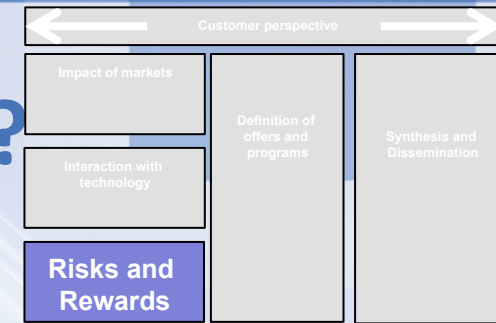 Customer perspective
Impact of markets
?
Interaction with
technology
Risks and
Rewards
Definition of
offers and
programs
Synthesis and
Dissemination